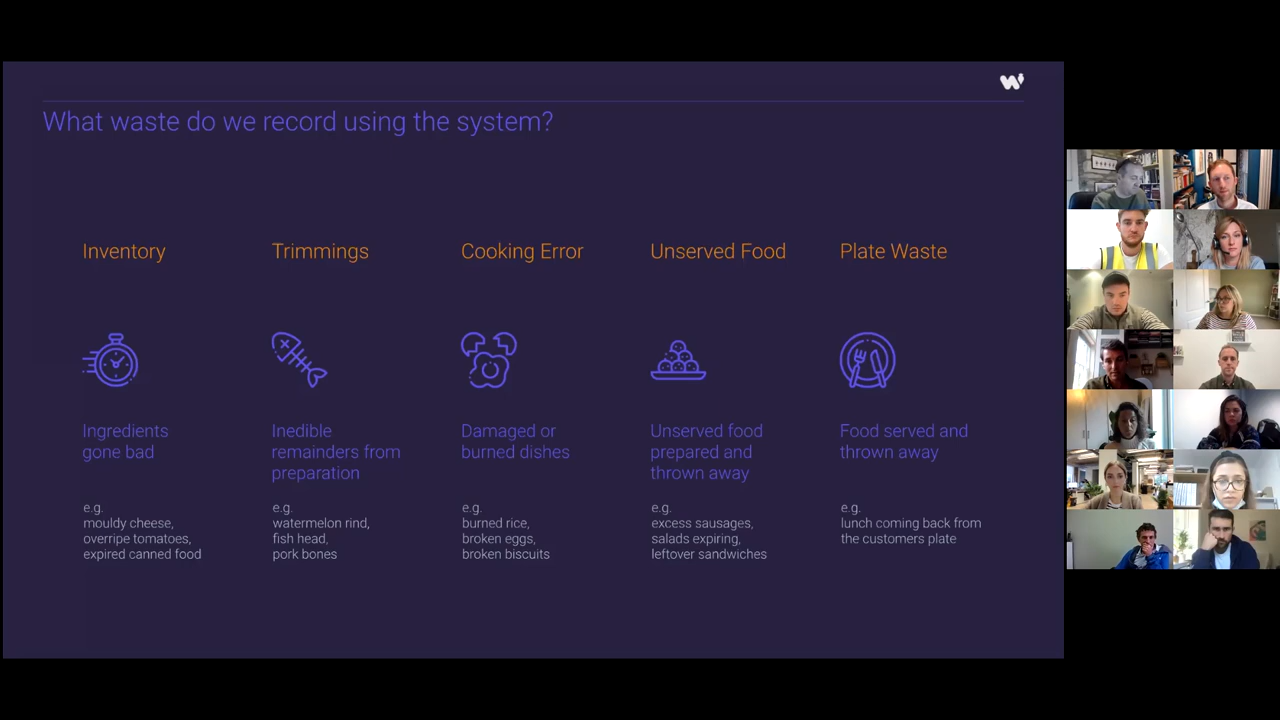 What waste do we record using the system?
Inventory
Trimmings
Cooking Error
Unserved Food
Plate Waste
Ingredients
gone bad
Inedible
remainders from
preparation
Damaged or
burned dishes
Unserved food
prepared and
thrown away
Food served and
thrown away
e.g.
mouldy cheese,
overripe tomatoes,
expired canned food
e.g.
watermelon rind,
fish head,
pork bones
e.g.
burned rice,
broken eggs,
broken biscuits
e.g.
excess sausages,
salads expiring,
leftover sandwiches
e.g.
lunch coming back from
the customers plate